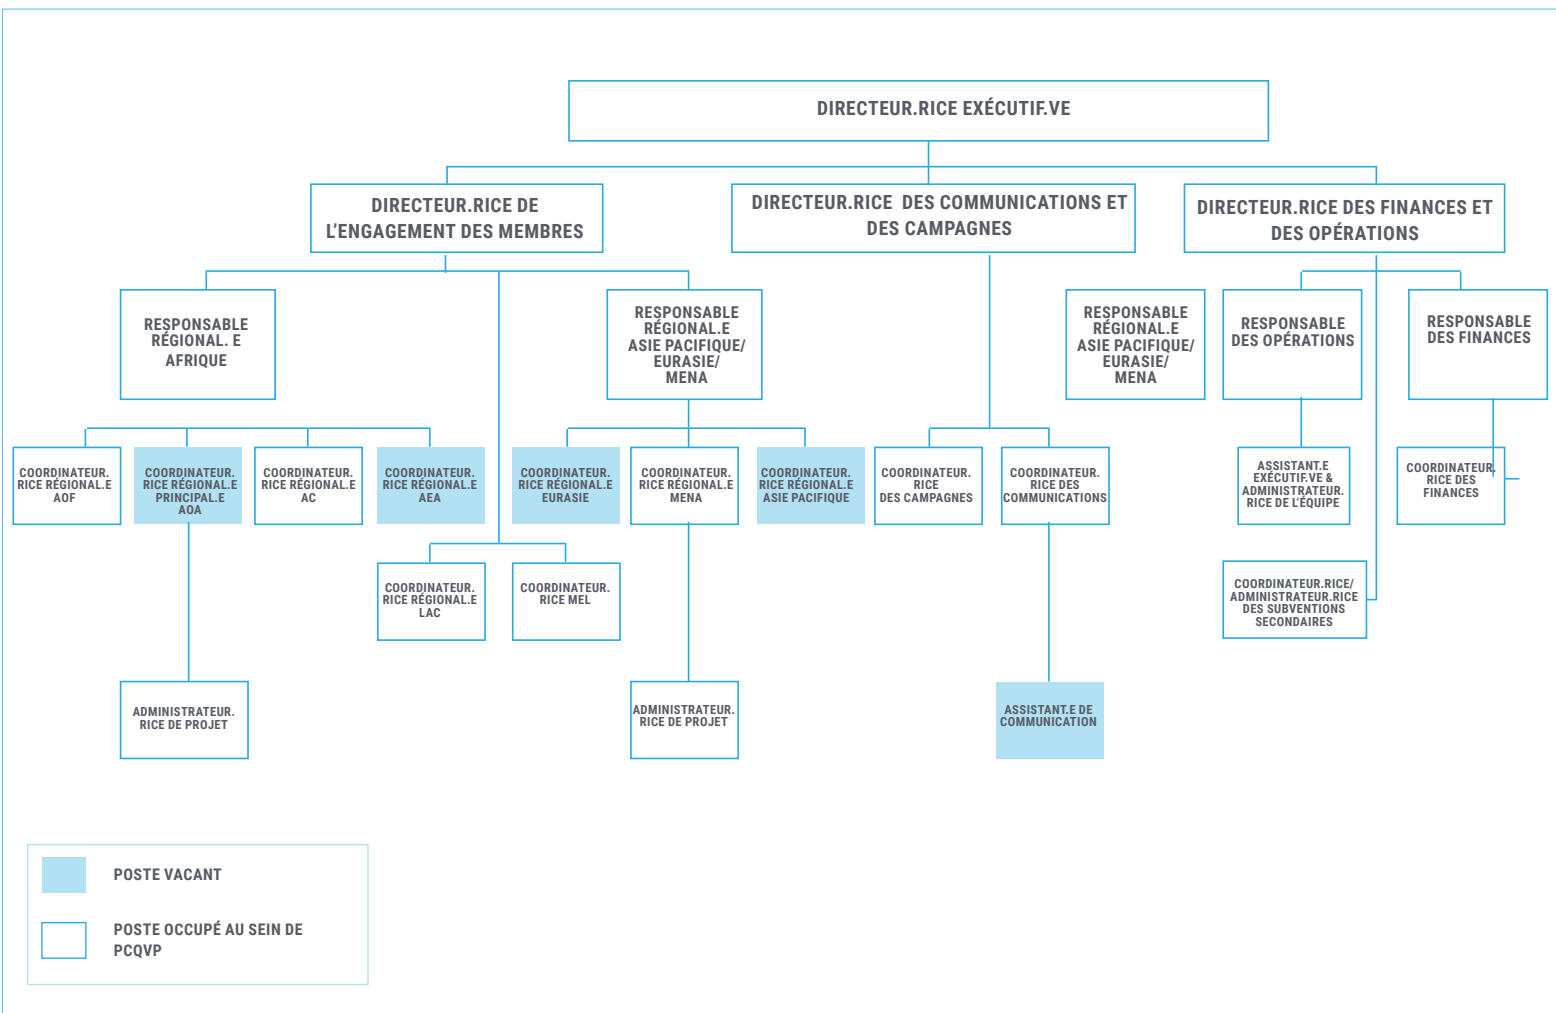 DIRECTEUR.RICE EXÉCUTIF.VE
DIRECTEUR.RICE DE
L'ENGAGEMENT DES MEMBRES
DIRECTEUR.RICE DES COMMUNICATIONS ET
DES CAMPAGNES
DIRECTEUR.RICE DES FINANCES ET
DES OPÉRATIONS
RESPONSABLE
RÉGIONAL. E
AFRIQUE
RESPONSABLE
RÉGIONAL.E
ASIE PACIFIQUE/
EURASIE/
MENA
RESPONSABLE
RÉGIONAL.E
ASIE PACIFIQUE/
EURASIE/
MENA
RESPONSABLE
DES OPÉRATIONS
RESPONSABLE
DES FINANCES
COORDINATEUR.
RICE RÉGIONAL.E
AOF
COORDINATEUR.
RICE RÉGIONAL.E
PRINCIPAL.E
AOA
COORDINATEUR.
RICE RÉGIONAL.E
AC
COORDINATEUR.
RICE RÉGIONAL.E
AEA
COORDINATEUR.
RICE RÉGIONAL.E
EURASIE
COORDINATEUR.
RICE RÉGIONAL.E
MENA
COORDINATEUR.
RICE RÉGIONAL.E
ASIE PACIFIQUE
COORDINATEUR.
RICE
DES CAMPAGNES
COORDINATEUR.
RICE DES
COMMUNICATIONS
ASSISTANT.E
EXÉCUTIF.VE &
ADMINISTRATEUR.
RICE DE L'ÉQUIPE
COORDINATEUR.
RICE DES
FINANCES
COORDINATEUR.
RICE RÉGIONAL.E
LAC
COORDINATEUR.
RICE MEL
COORDINATEUR.RICE/
ADMINISTRATEUR.RICE
DES SUBVENTIONS
SECONDAIRES
ADMINISTRATEUR.
RICE DE PROJET
ADMINISTRATEUR.
RICE DE PROJET
ASSISTANT.E DE
COMMUNICATION
POSTE VACANT
POSTE OCCUPÉ AU SEIN DE
PCQVP